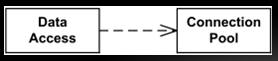 Data
Access
Connection
Pool